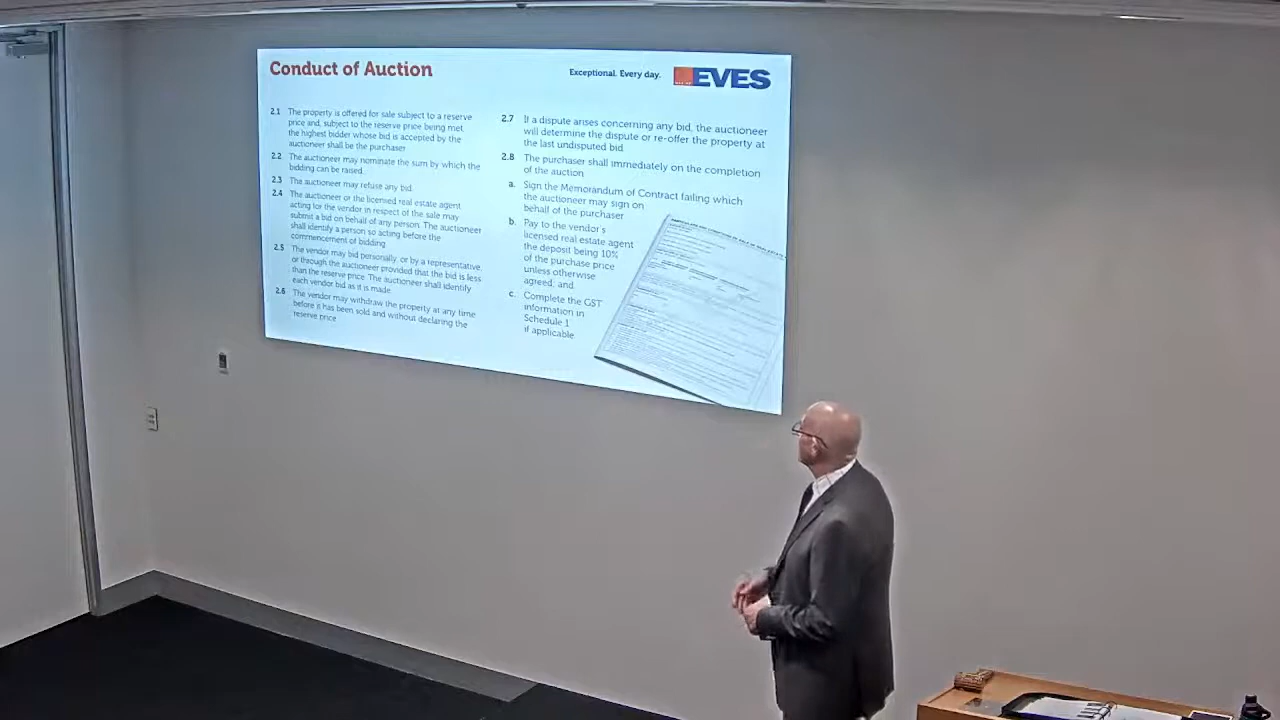 Conduct of Auction
Exceptional. Every day.
EVES
2.1 The property is offered for sale subject to a reserve
price and, subject to the reserve price being met,
the highest bidder whose bid is accepted by the
auctioneer shall be the purchaser
2.2 The auctioneer may nominate the sum by which the
bidding can be raised.
2.3 The auctioneer may refuse any bid.
2.4 The auctioneer or the licensed real estate agent
acting for the vendor in respect of the sale may
submit a bid on behalf of any person. The auctioneer
shall identify a person so acting before the
commencement of bidding.
2.5 The vendor may bid personally, or by a representative,
or through the auctioneer provided that the bid is less
than the reserve price. The auctioneer shall identify
each vendor bid as it is made.
2.6 The vendor may withdraw the property at any time
before it has been sold and without declaring the
reserve price
2.7 If a dispute arises concerning any bid, the auctioneer
will determine the dispute or re-offer the property at
the last undisputed bid
2.8 The purchaser shall immediately on the completion
of the auction
a. Sign the Memorandum of Contract failing which
the auctioneer may sign on
behalf of the purchaser
b. Pay to the vendor's
licensed real estate agent
the deposit being 10%
of the purchase price
unless otherwise
agreed; and
c. Complete the GST
information in
Schedule 1
if applicable